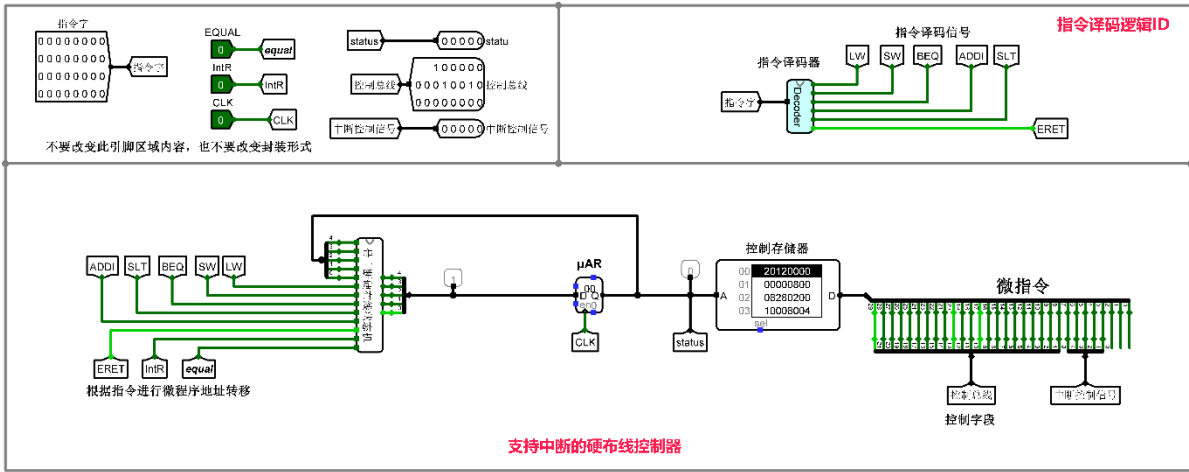 指令字
00000000
00000000
00000000
00000000
指令字
EQUAL
0
equal
IntR
0
IntR
CLK
0
CLK
status
00000
statu
控制总线
100000
00010010
00000000
控制总线
中断控制信号
00000
中断控制信号
不要改变此引脚区域内容，也不要改变封装形式
指令译码逻辑ID
指令译码信号
指令译码器
LW
SW
BEQ
ADDI
SLT
指令字
Decoder
ERET
ADDI
SLT
BEQ
SW
LW
ERET
IntR
equal
根据指令进行微程序地址转移
1
μAR
00
D Q
en0
CLK
0
status
控制存储器
A
00 20120000
01 00000800
02 08280200
03 10008004
D
sel
微指令
控制总线
中断控制信号
控制字段
支持中断的硬布线控制器